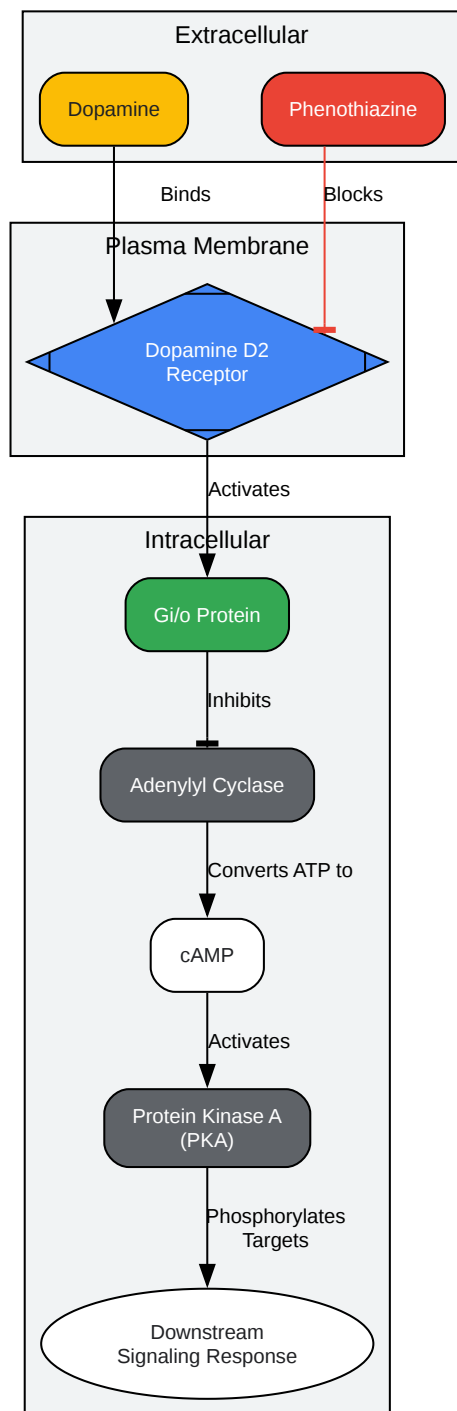 Extracellular
Dopamine
Phenothiazine
Binds
Blocks
Plasma Membrane
Dopamine D2
Receptor
Activates
Intracellular
Gi/o Protein
Inhibits
Adenylyl Cyclase
Converts ATP to
cAMP
Activates
Protein Kinase A
(PKA)
Phosphorylates
Targets
Downstream
Signaling Response